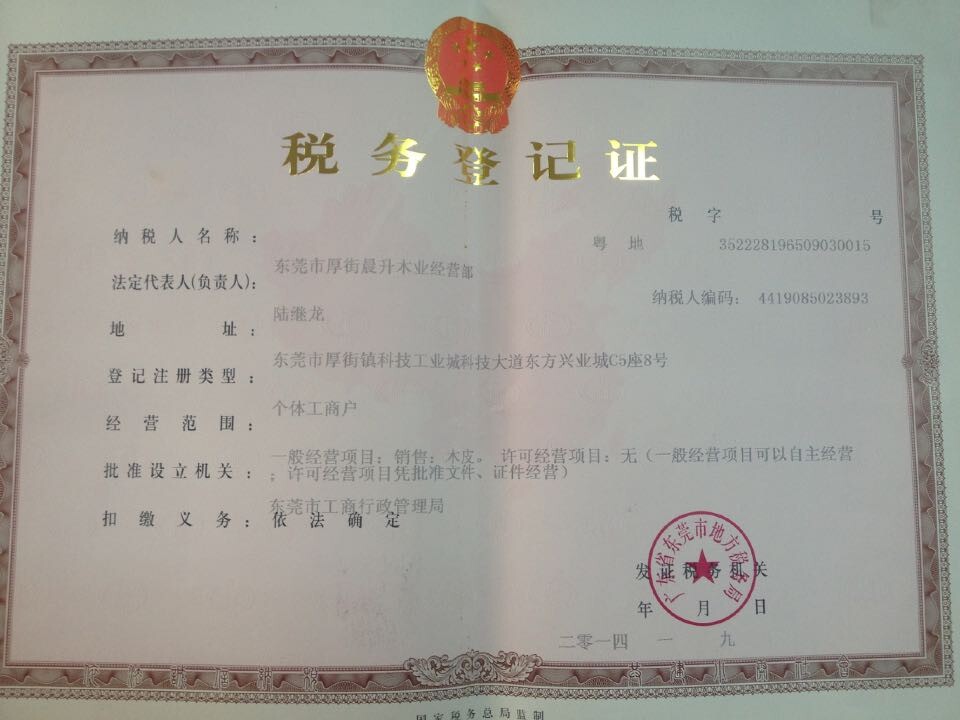 税务登记证
税 字 号
粤 地 352228196509030015
纳税人名称：
东莞市厚街晨升木业经营部
法定代表人(负责人)：
纳税人编码： 4419085023893
陆继龙
地 址：
东莞市厚街镇科技工业城科技大道东方兴业城C5座8号
登记注册类型：
个体工商户
经营范围：
一般经营项目；销售：木皮。 许可经营项目：无（一般经营项目可以自主经营
；许可经营项目凭批准文件、证件经营）
批准设立机关：
东莞市工商行政管理局
扣缴义务：依法确定
广东省东莞市地方税务局
发证税务机关
年 月 日
二零一四 一 九
国家税务总局监制